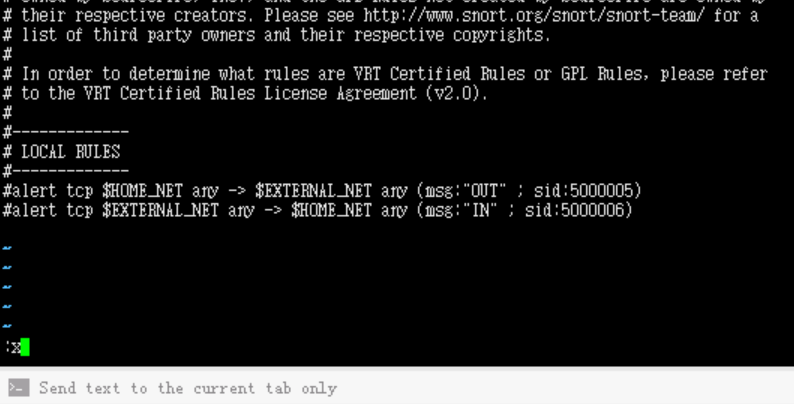 # their respective creators. Please see http://www.snort.org/snort/snort-team/ for a
# list of third party owners and their respective copyrights.
#
# In order to determine what rules are VRT Certified Rules or GPL Rules, please refer
# to the VRT Certified Rules License Agreement (v2.0).
#
#-------------
# LOCAL RULES
#-------------
#alert tcp $HOME_NET any -> $EXTERNAL_NET any (msg:"OUT" ; sid:5000005)
#alert tcp $EXTERNAL_NET any -> $HOME_NET any (msg:"IN" ; sid:5000006)
~
~
~
~
~
:x
>_ Send text to the current tab only